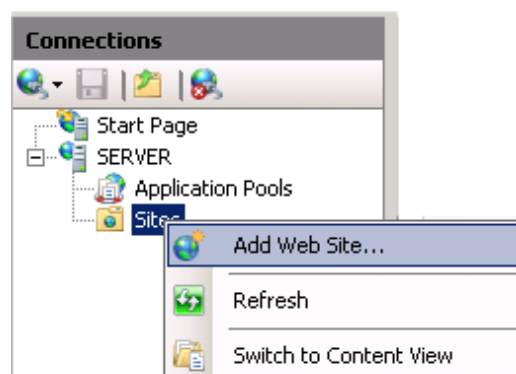 Connections
Start Page
SERVER
Application Pools
Sites
Add Web Site...
Refresh
Switch to Content View